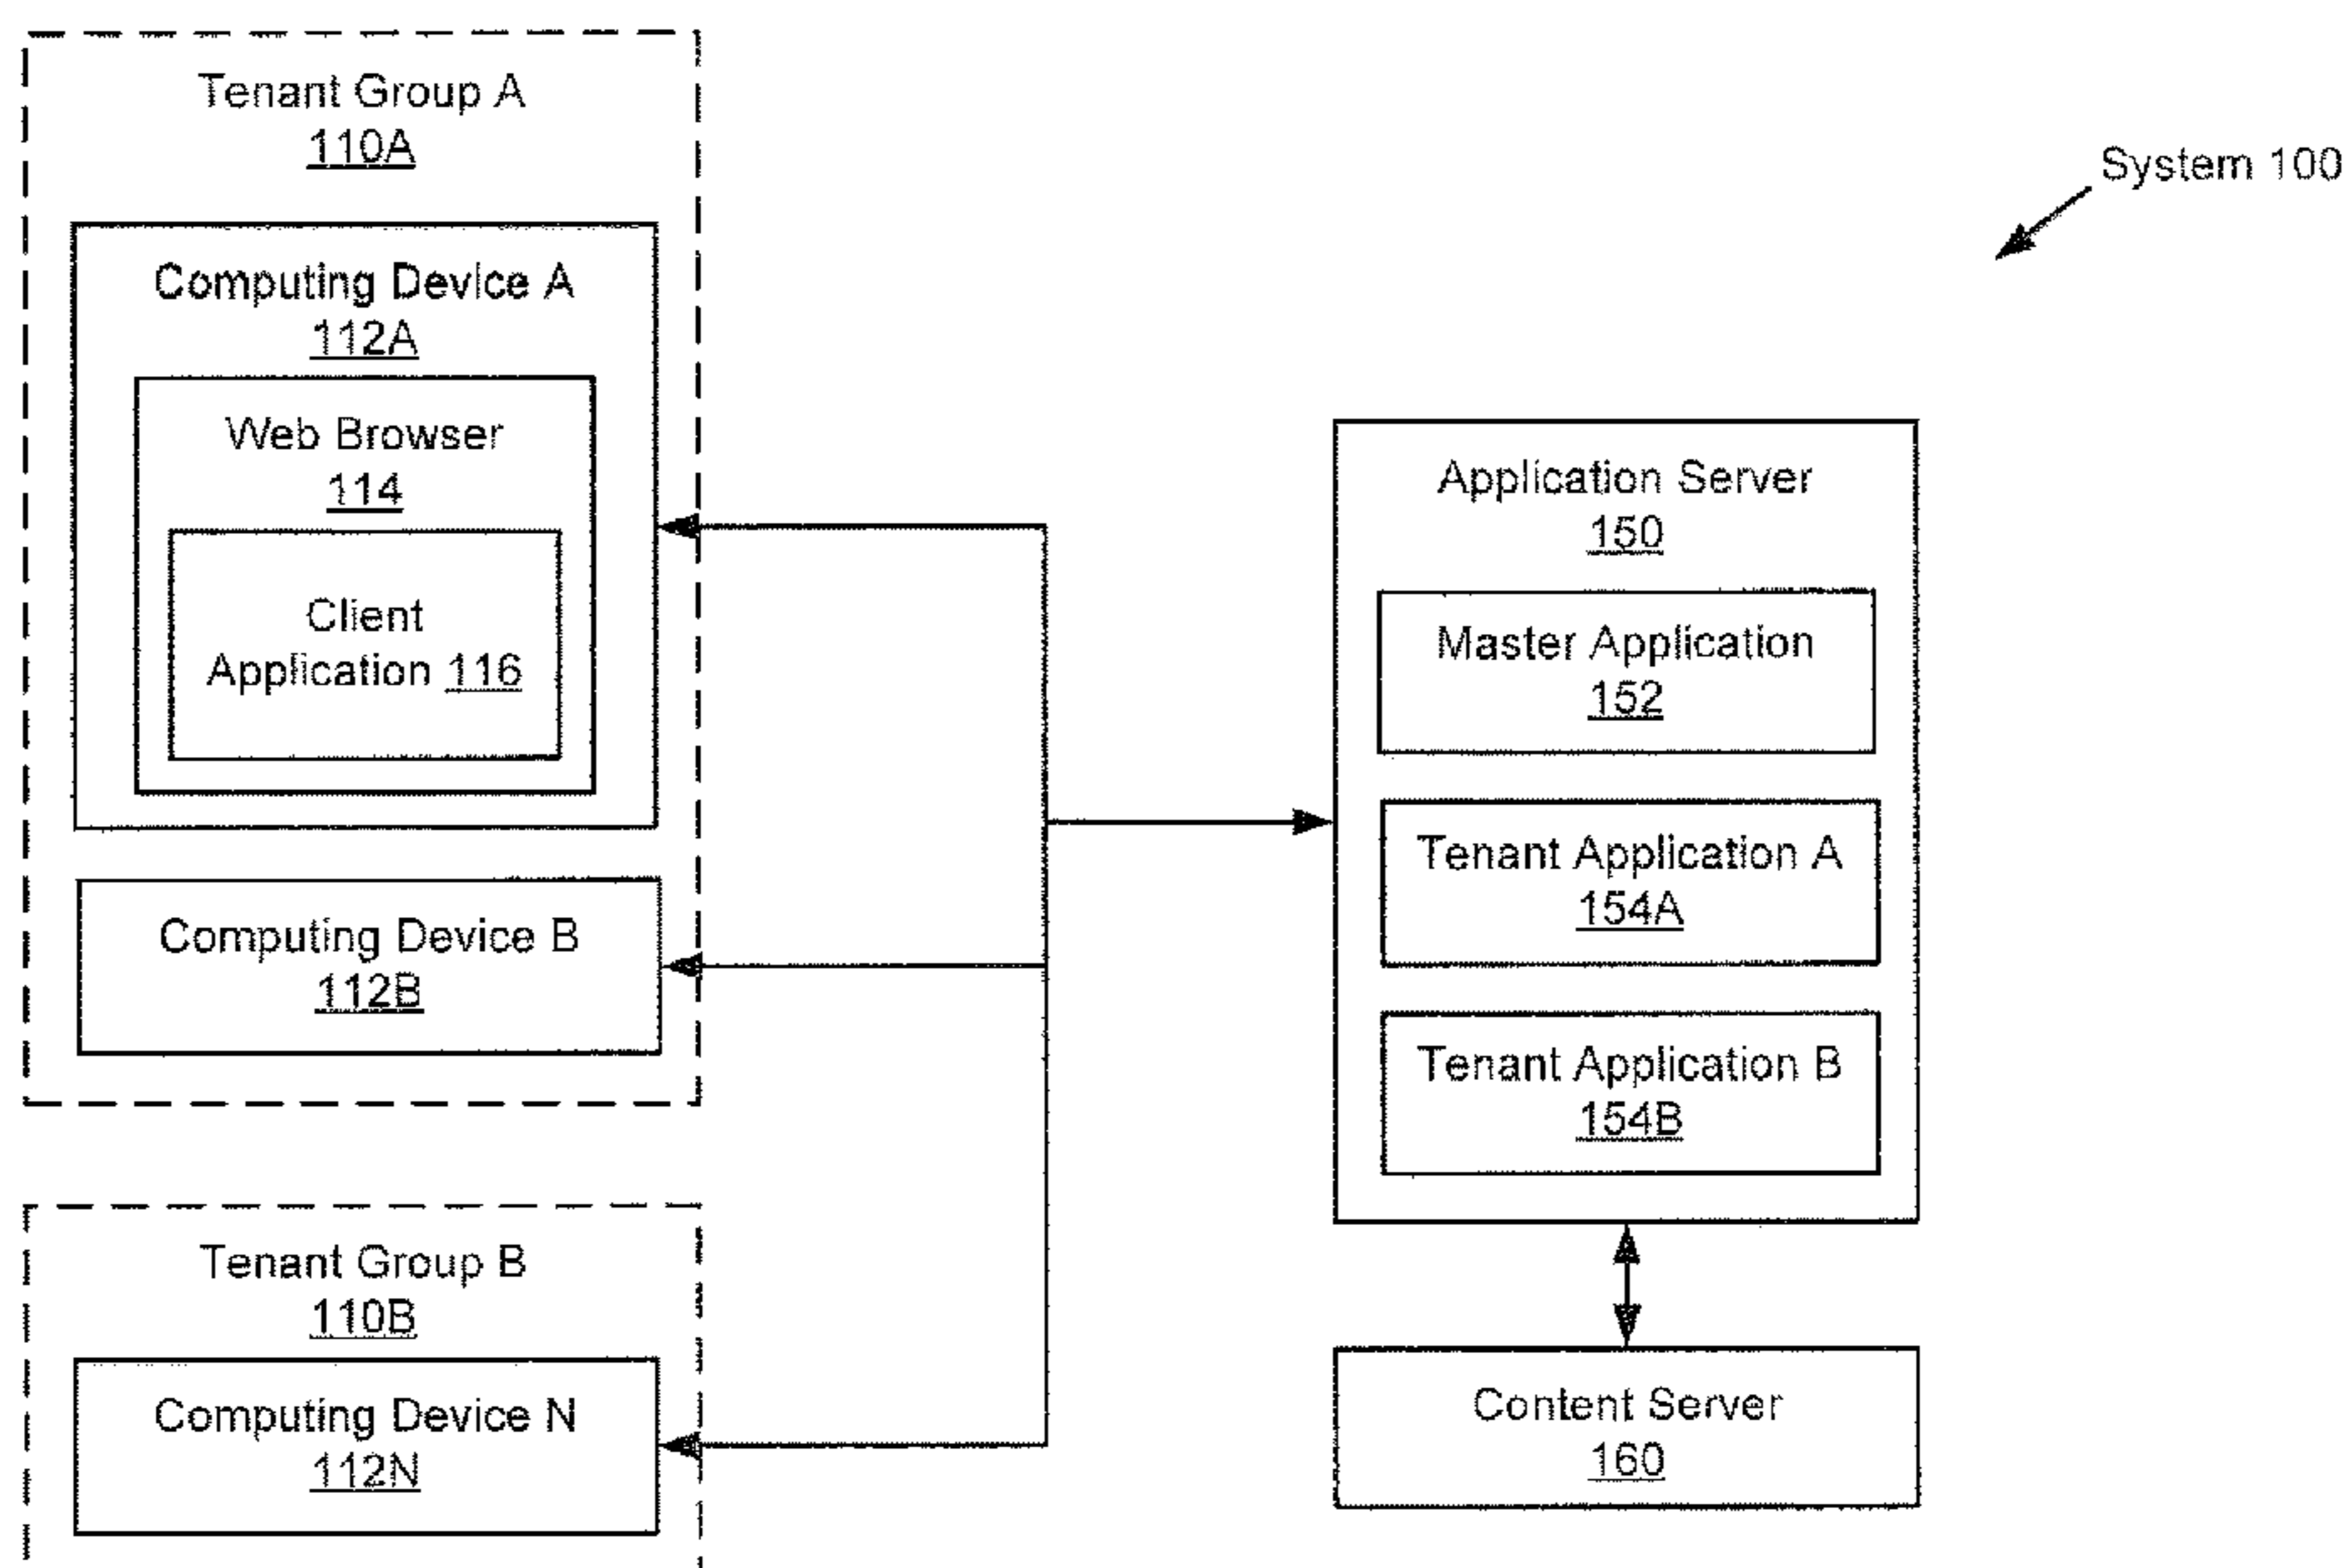 Tenant Group A
110A
Computing Device A
112A
Web Browser
114
Client
Application 116
Computing Device B
112B
Tenant Group B
110B
Computing Device N
112N
System 100
Application Server
150
Master Application
152
Tenant Application A
154A
Tenant Application B
154B
Content Server
160